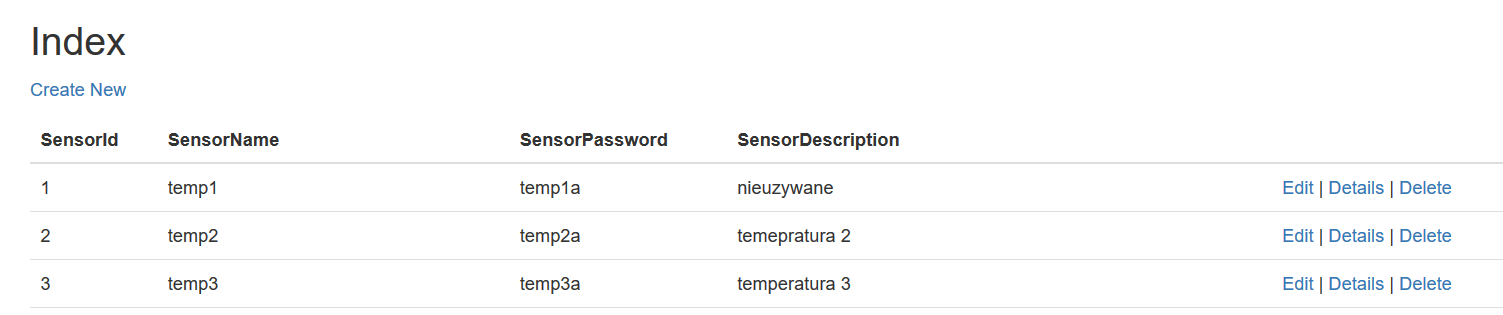 Index
Create New
SensorId SensorName SensorPassword SensorDescription
1 temp1 temp1a nieuzywane Edit | Details | Delete
2 temp2 temp2a temepratura 2 Edit | Details | Delete
3 temp3 temp3a temperatura 3 Edit | Details | Delete